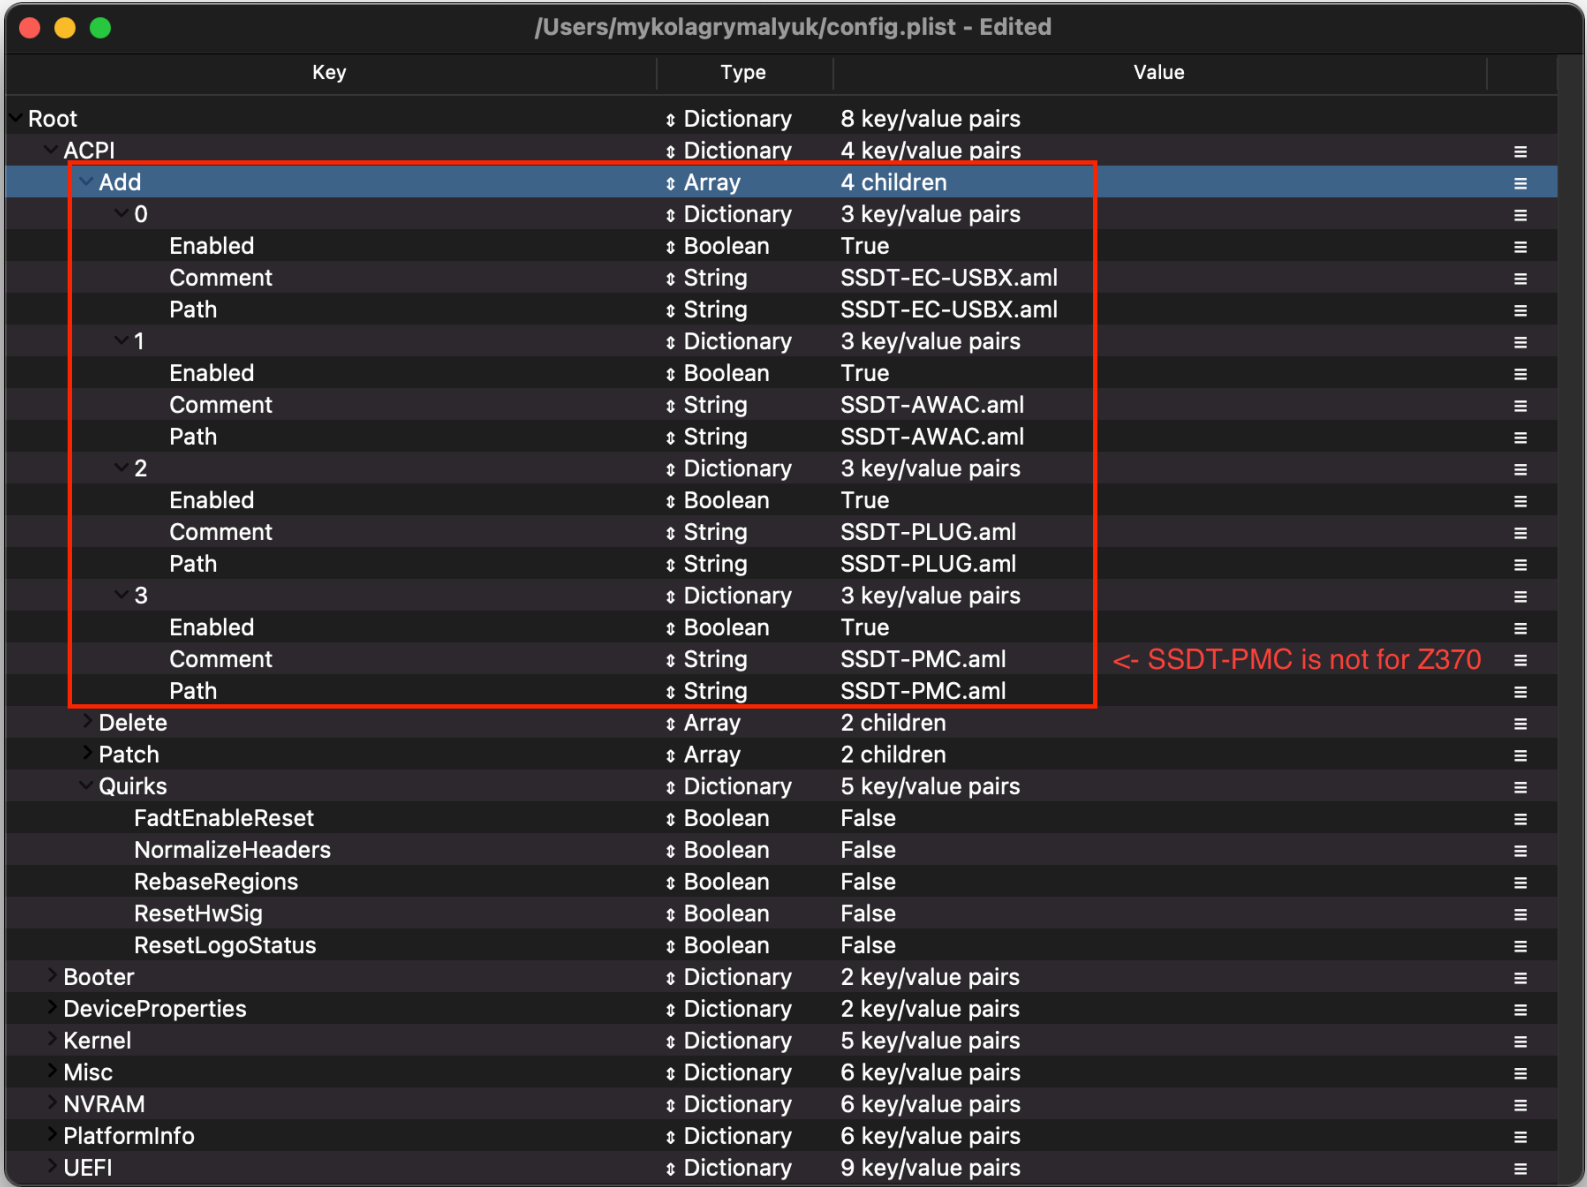 /Users/mykolagrymalyuk/config.plist - Edited
Key Type Value
Root Dictionary 8 key/value pairs
ACPI Dictionary 4 key/value pairs
Add Array 4 children
0 Dictionary 3 key/value pairs
Enabled Boolean True
Comment String SSDT-EC-USBX.aml
Path String SSDT-EC-USBX.aml
1 Dictionary 3 key/value pairs
Enabled Boolean True
Comment String SSDT-AWAC.aml
Path String SSDT-AWAC.aml
2 Dictionary 3 key/value pairs
Enabled Boolean True
Comment String SSDT-PLUG.aml
Path String SSDT-PLUG.aml
3 Dictionary 3 key/value pairs
Enabled Boolean True
Comment String SSDT-PMC.aml <- SSDT-PMC is not for Z370
Path String SSDT-PMC.aml
Delete Array 2 children
Patch Array 2 children
Quirks Dictionary 5 key/value pairs
FadtEnableReset Boolean False
NormalizeHeaders Boolean False
RebaseRegions Boolean False
ResetHwSig Boolean False
ResetLogoStatus Boolean False
Booter Dictionary 2 key/value pairs
DeviceProperties Dictionary 2 key/value pairs
Kernel Dictionary 5 key/value pairs
Misc Dictionary 6 key/value pairs
NVRAM Dictionary 6 key/value pairs
PlatformInfo Dictionary 6 key/value pairs
UEFI Dictionary 9 key/value pairs